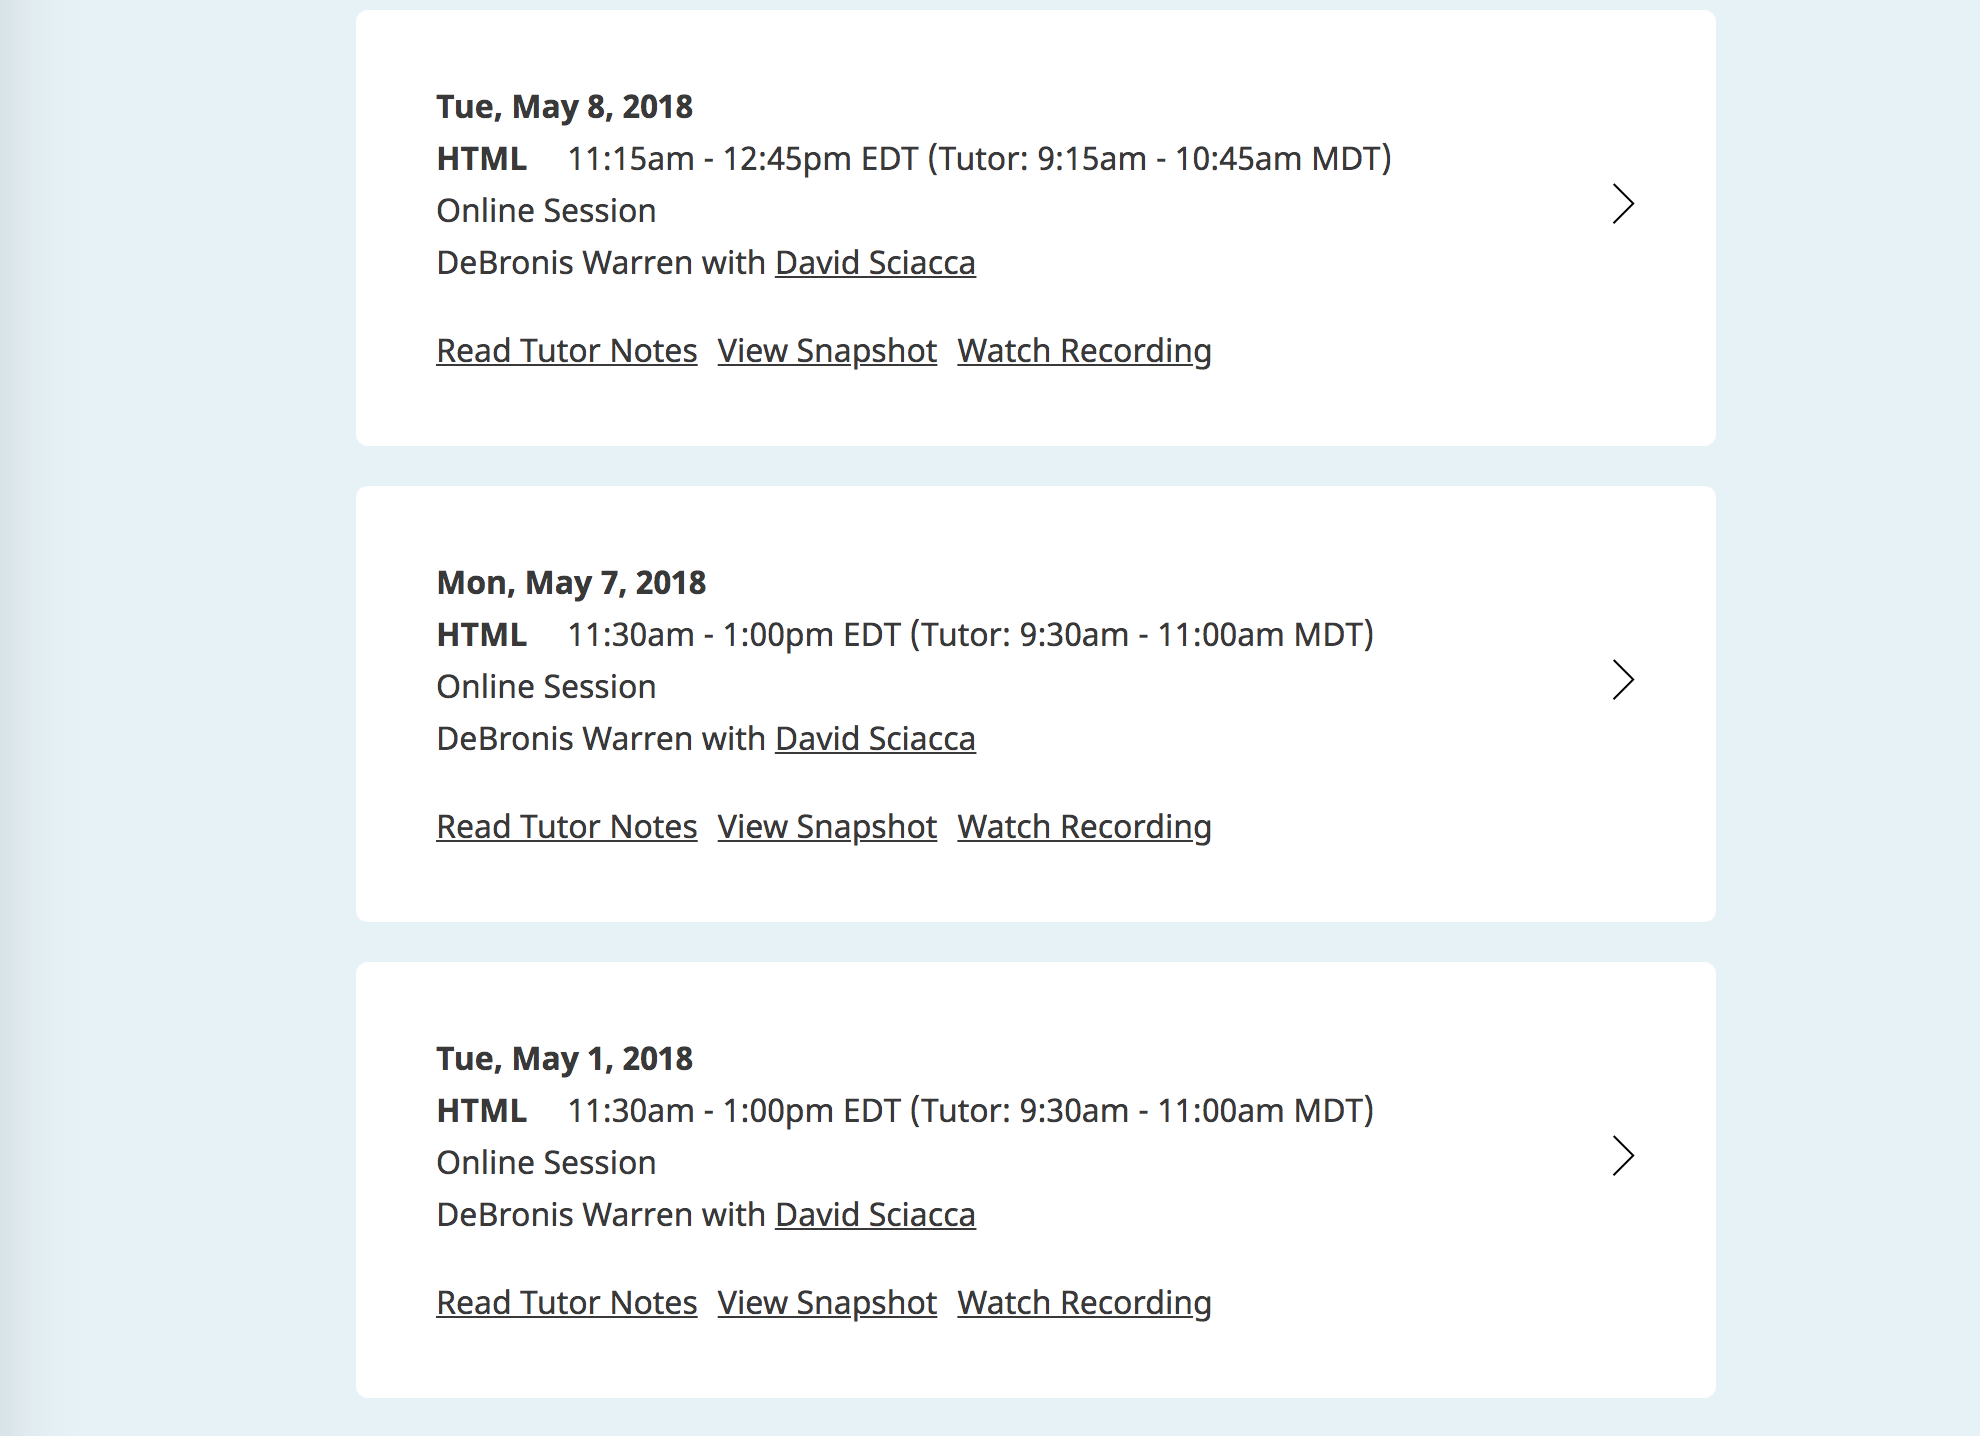 Tue, May 8, 2018
HTML 11:15am - 12:45pm EDT (Tutor: 9:15am - 10:45am MDT)
Online Session
DeBronis Warren with David Sciacca
Read Tutor Notes View Snapshot Watch Recording
Mon, May 7, 2018
HTML 11:30am - 1:00pm EDT (Tutor: 9:30am - 11:00am MDT)
Online Session
DeBronis Warren with David Sciacca
Read Tutor Notes View Snapshot Watch Recording
Tue, May 1, 2018
HTML 11:30am - 1:00pm EDT (Tutor: 9:30am - 11:00am MDT)
Online Session
DeBronis Warren with David Sciacca
Read Tutor Notes View Snapshot Watch Recording